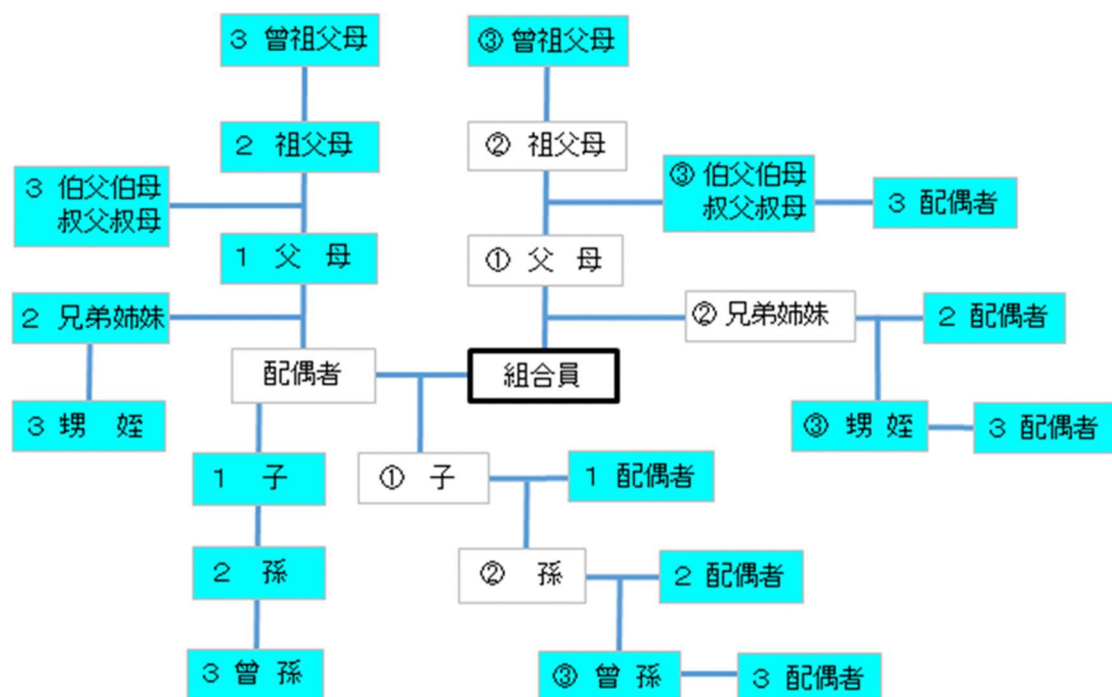 3 曾祖父母
③ 曾祖父母
2 祖父母
② 祖父母
3 伯父伯母
叔父叔母
③ 伯父伯母
叔父叔母
3 配偶者
1 父 母
① 父 母
2 兄弟姉妹
② 兄弟姉妹
2 配偶者
配偶者
組合員
3 甥 姪
③ 甥 姪
3 配偶者
1 子
① 子
1 配偶者
2 孫
② 孫
2 配偶者
3 曾 孫
③ 曾 孫
3 配偶者